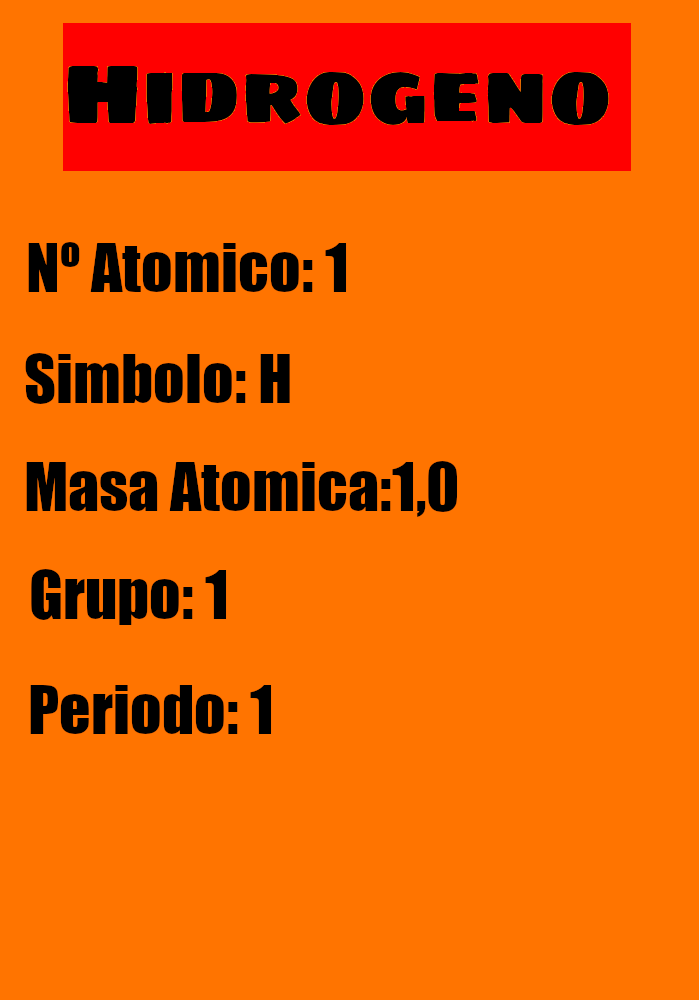 Hidrogeno
Nº Atomico: 1
Simbolo: H
Masa Atomica:1,0
Grupo: 1
Periodo: 1